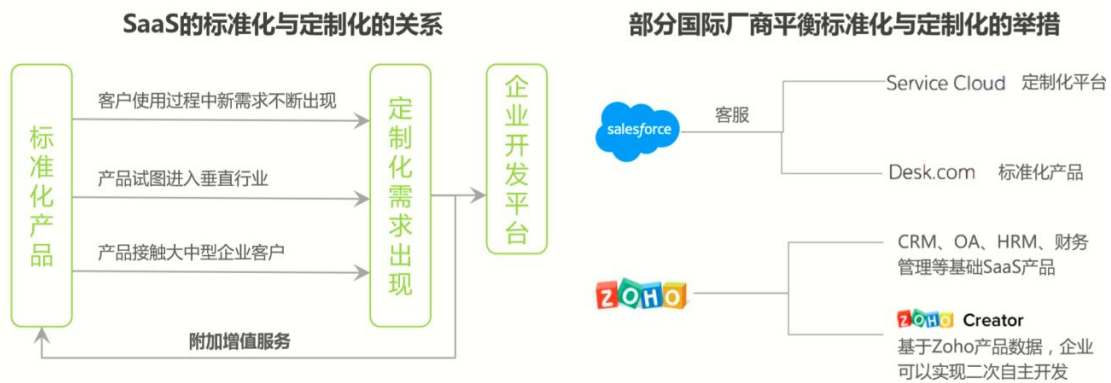 SaaS的标准化与定制化的关系
标准化产品
客户使用过程中新需求不断出现
产品试图进入垂直行业
产品接触大中型企业客户
定制化需求出现
企业开发平台
附加增值服务
部分国际厂商平衡标准化与定制化的举措
salesforce
客服
Service Cloud 定制化平台
Desk.com 标准化产品
ZOHO
CRM、OA、HRM、财务
管理等基础SaaS产品
ZOHO Creator
基于Zoho产品数据，企业
可以实现二次自主开发